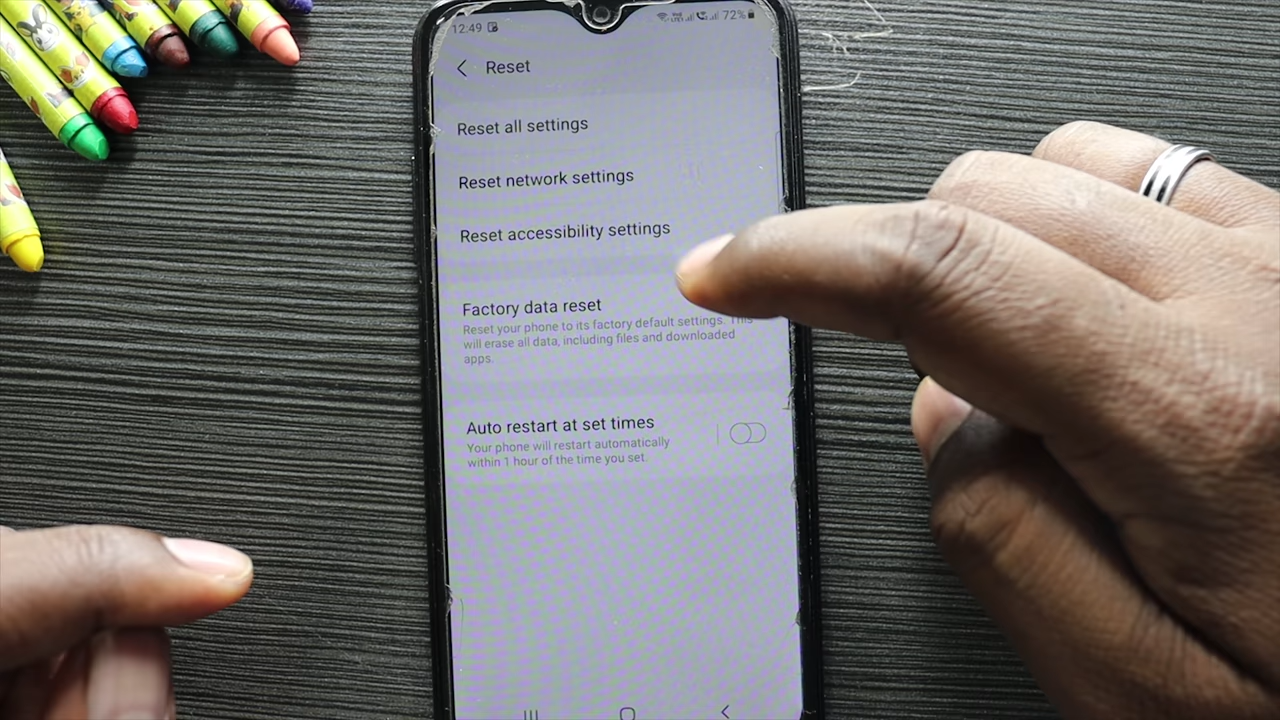 12:49
72%
Reset
Reset all settings
Reset network settings
Reset accessibility settings
Factory data reset
Reset your phone to its factory default settings. This
will erase all data, including files and downloaded
apps.
Auto restart at set times
Your phone will restart automatically
within 1 hour of the time you set.